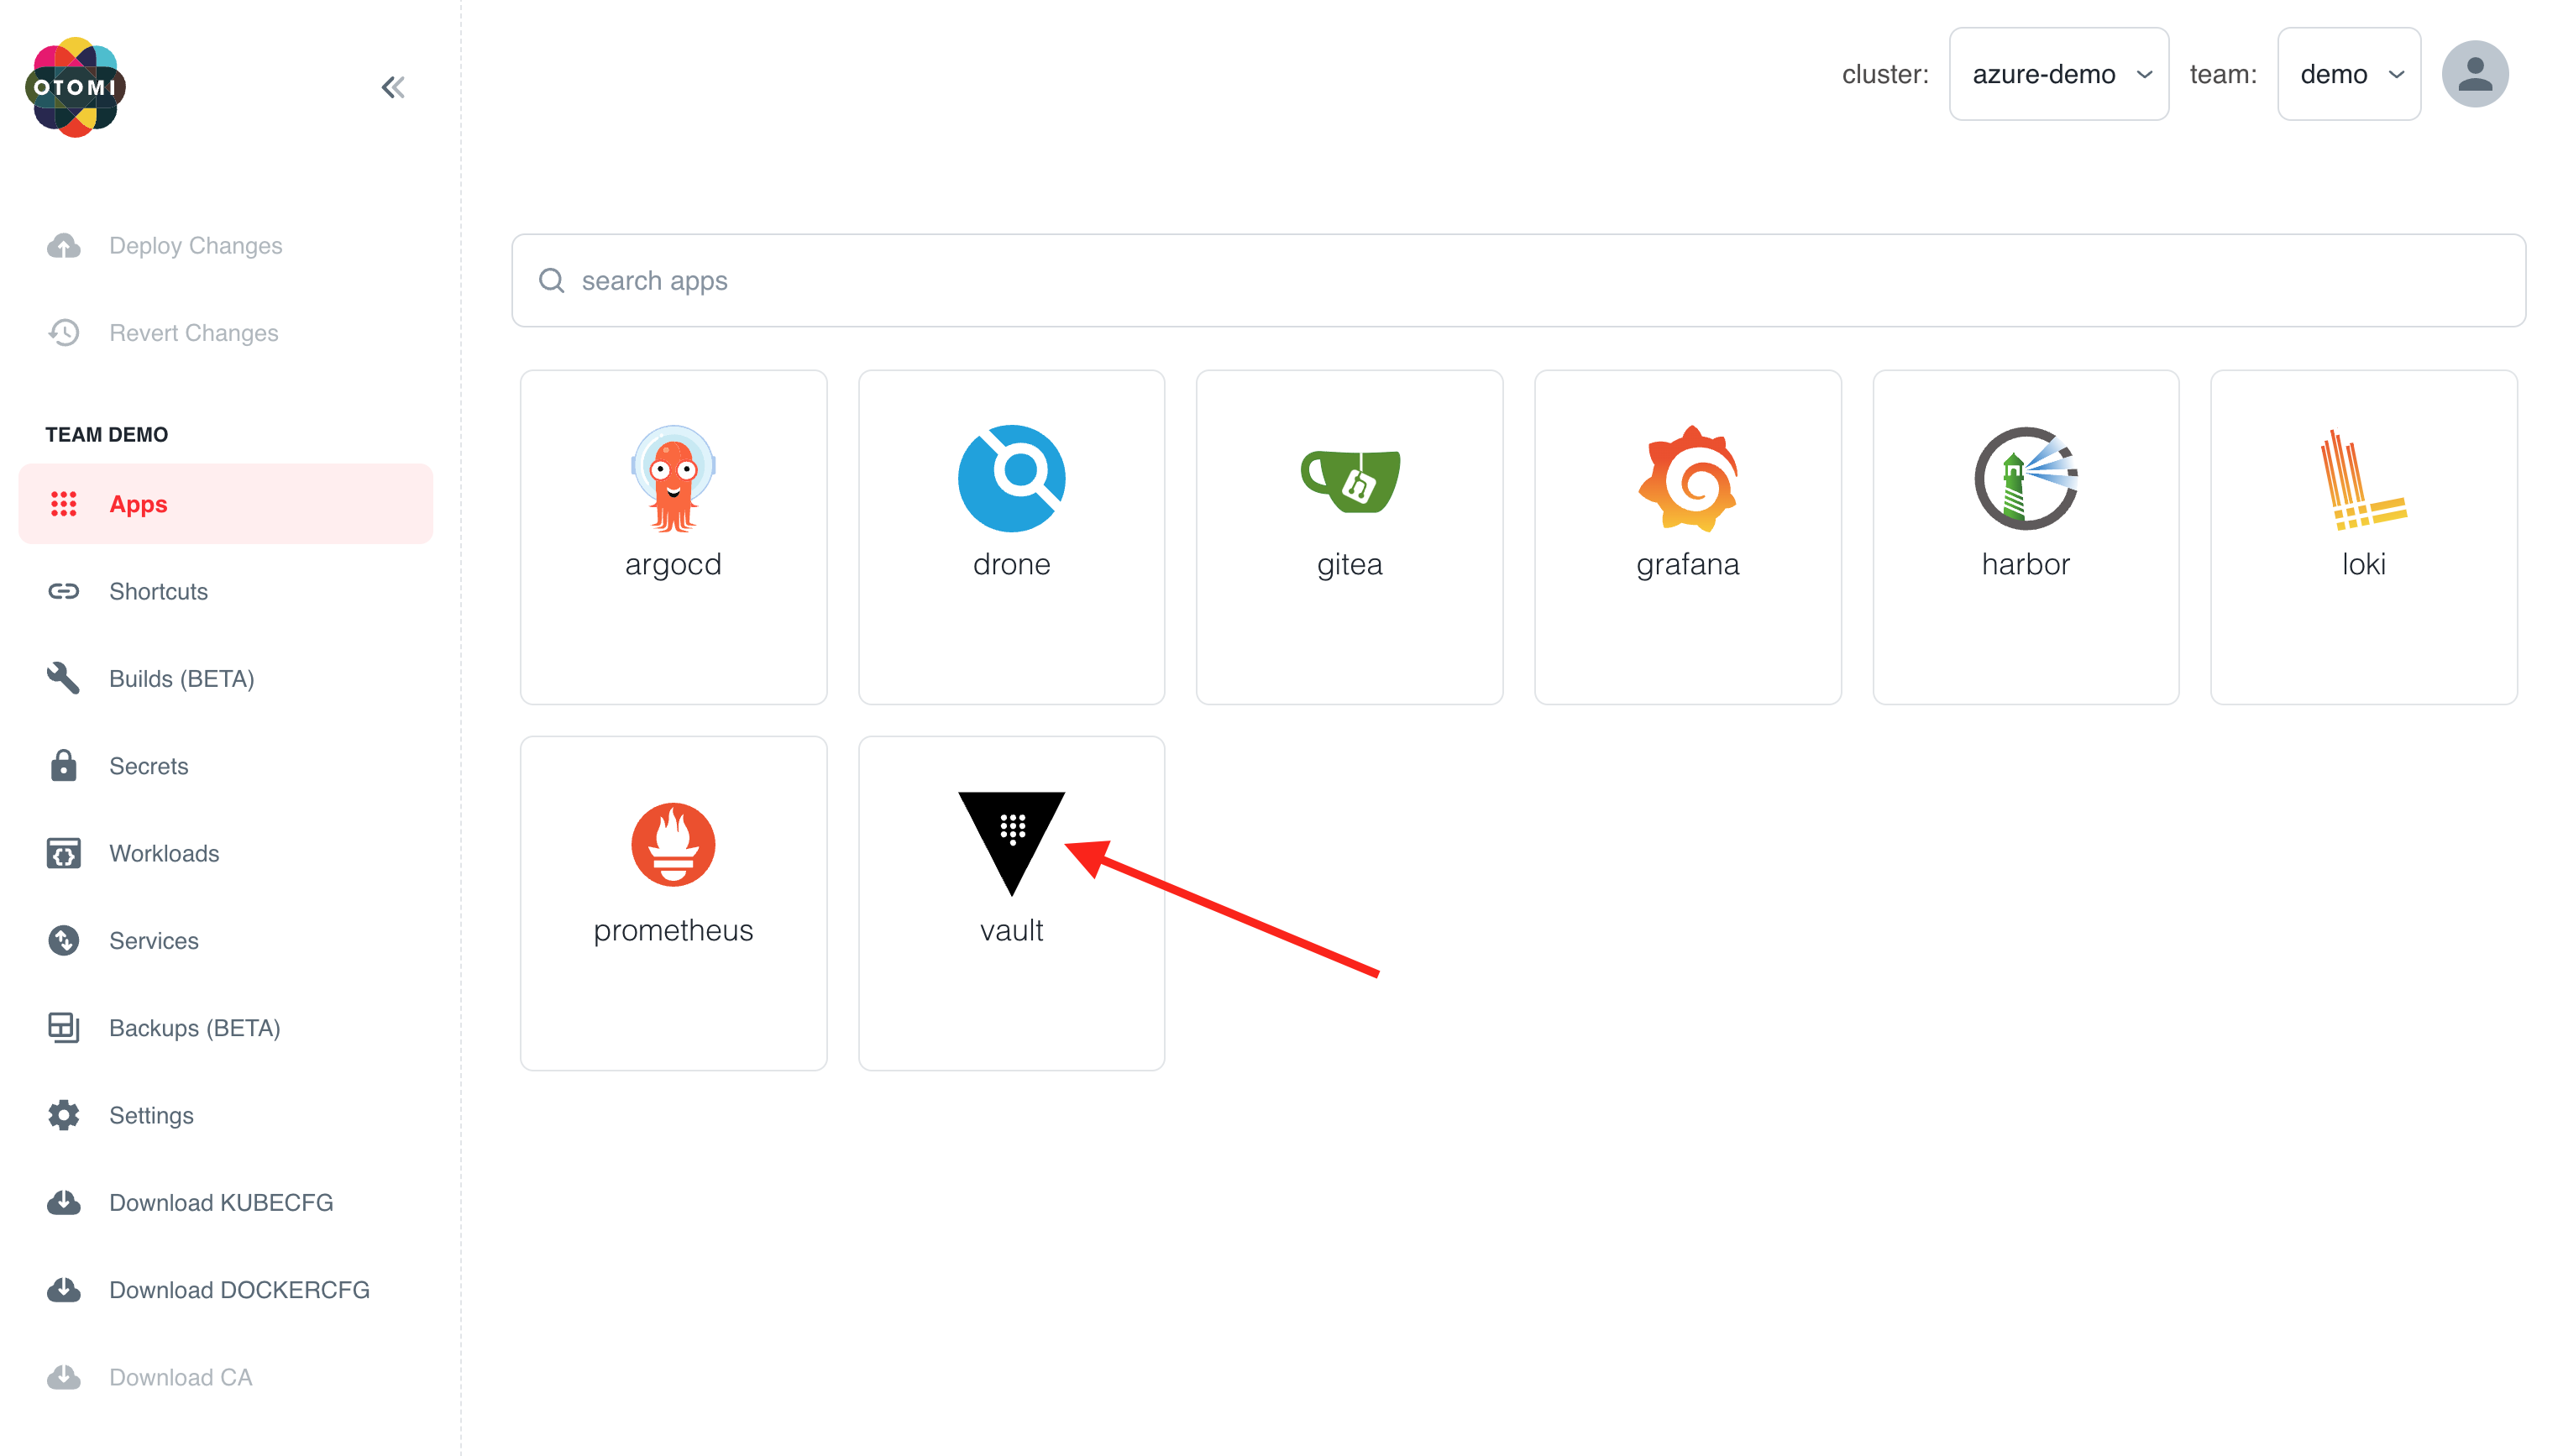 OTOMI
cluster: azure-demo team: demo
Deploy Changes
Revert Changes
TEAM DEMO
Apps
Shortcuts
Builds (BETA)
Secrets
Workloads
Services
Backups (BETA)
Settings
Download KUBECFG
Download DOCKERCFG
Download CA
search apps
argocd
drone
gitea
grafana
harbor
loki
prometheus
vault